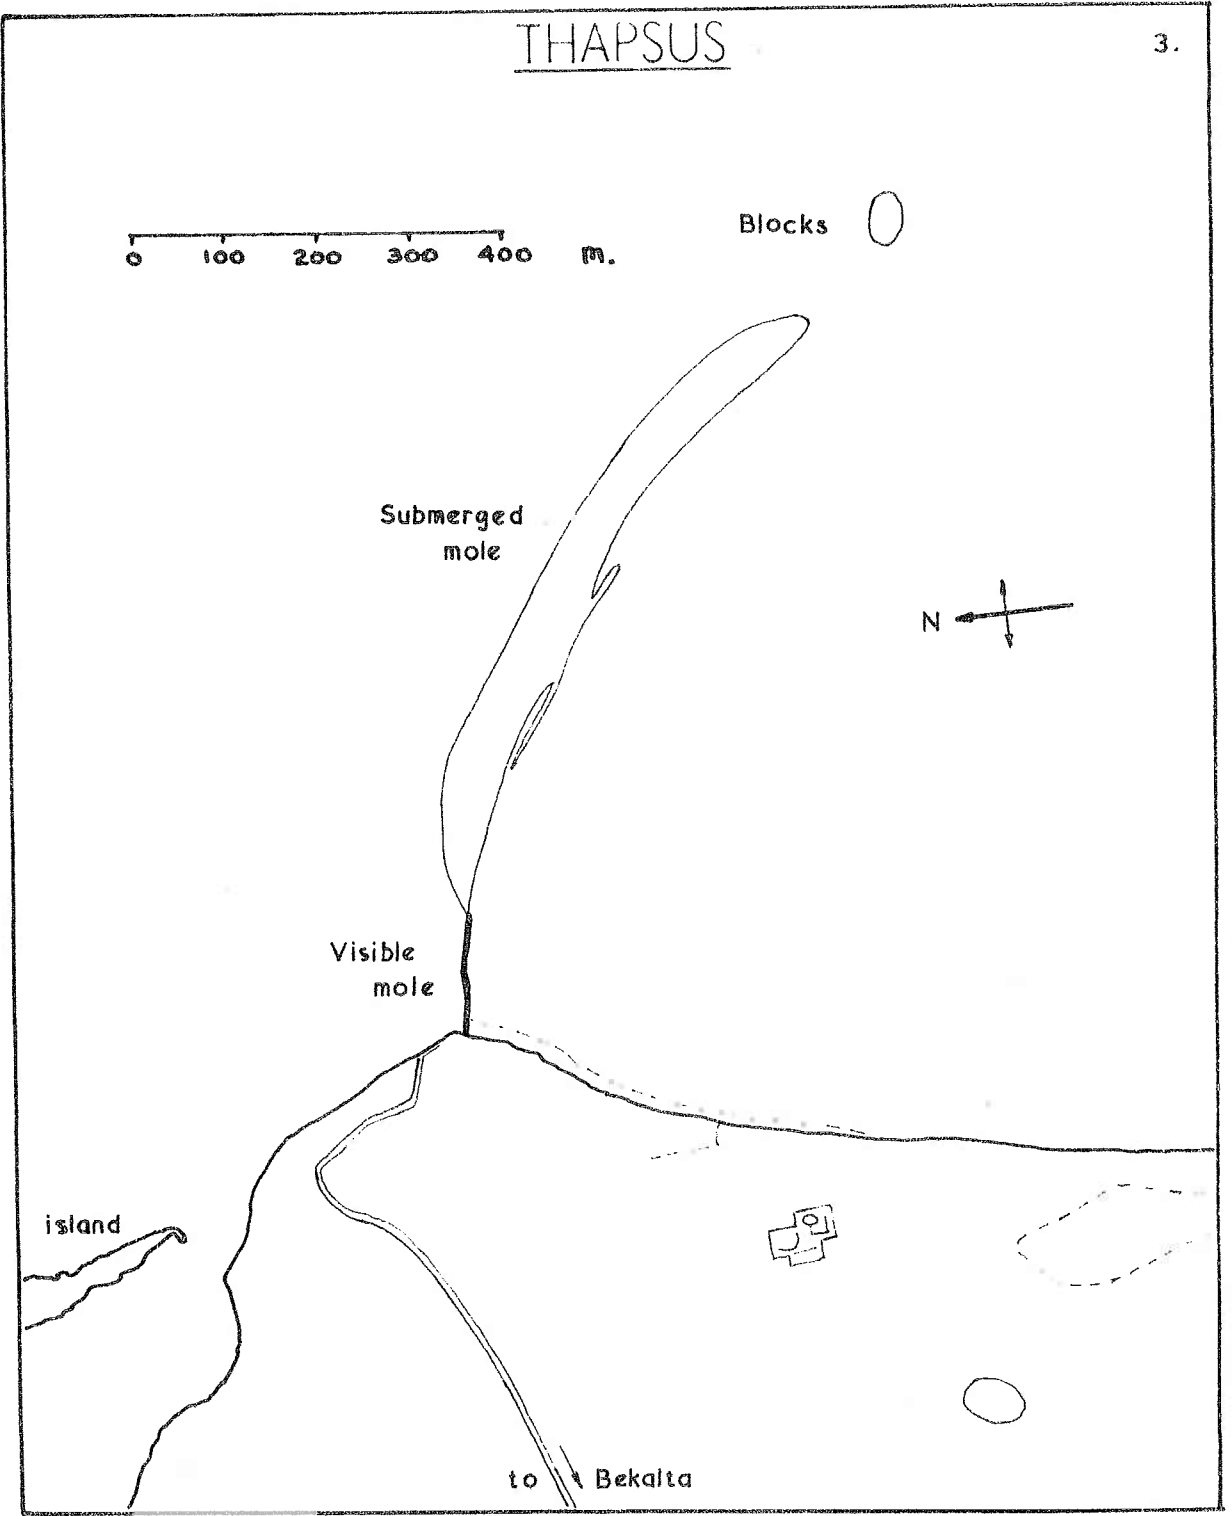 THAPSUS
3.
Blocks
0 100 200 300 400 m.
Submerged
mole
N
Visible
mole
island
to Bekalta